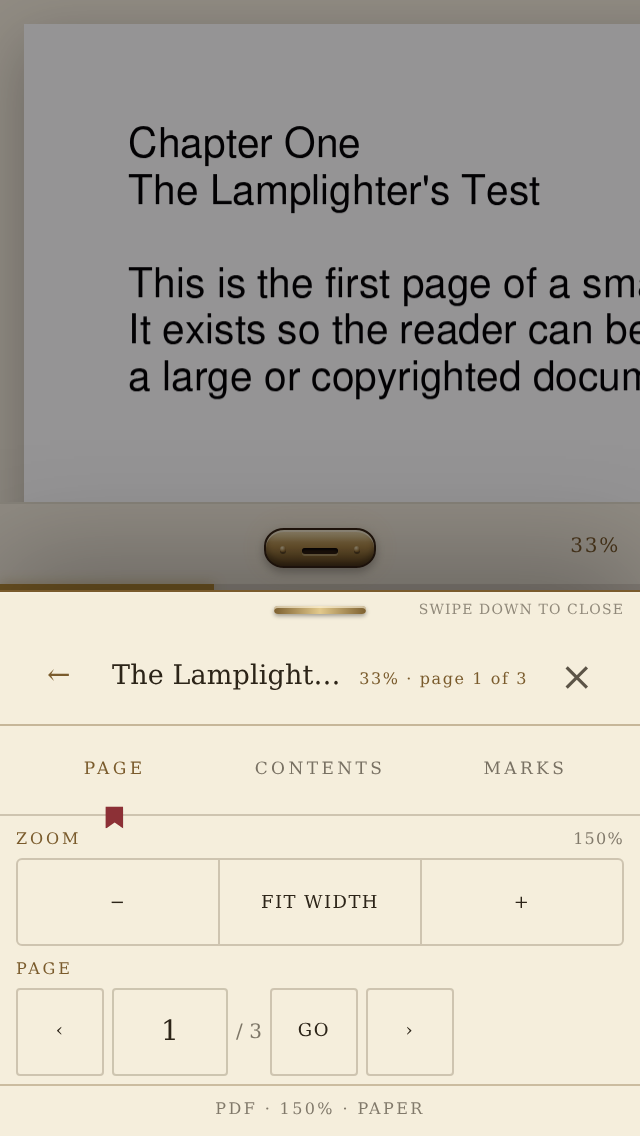 Chapter One
The Lamplighter's Test
This is the first page of a sma
It exists so the reader can be
a large or copyrighted docum
33%
SWIPE DOWN TO CLOSE
← The Lamplight... 33% · page 1 of 3 ×
PAGE CONTENTS MARKS
ZOOM 150%
− FIT WIDTH +
PAGE
‹ 1 / 3 GO ›
PDF · 150% · PAPER